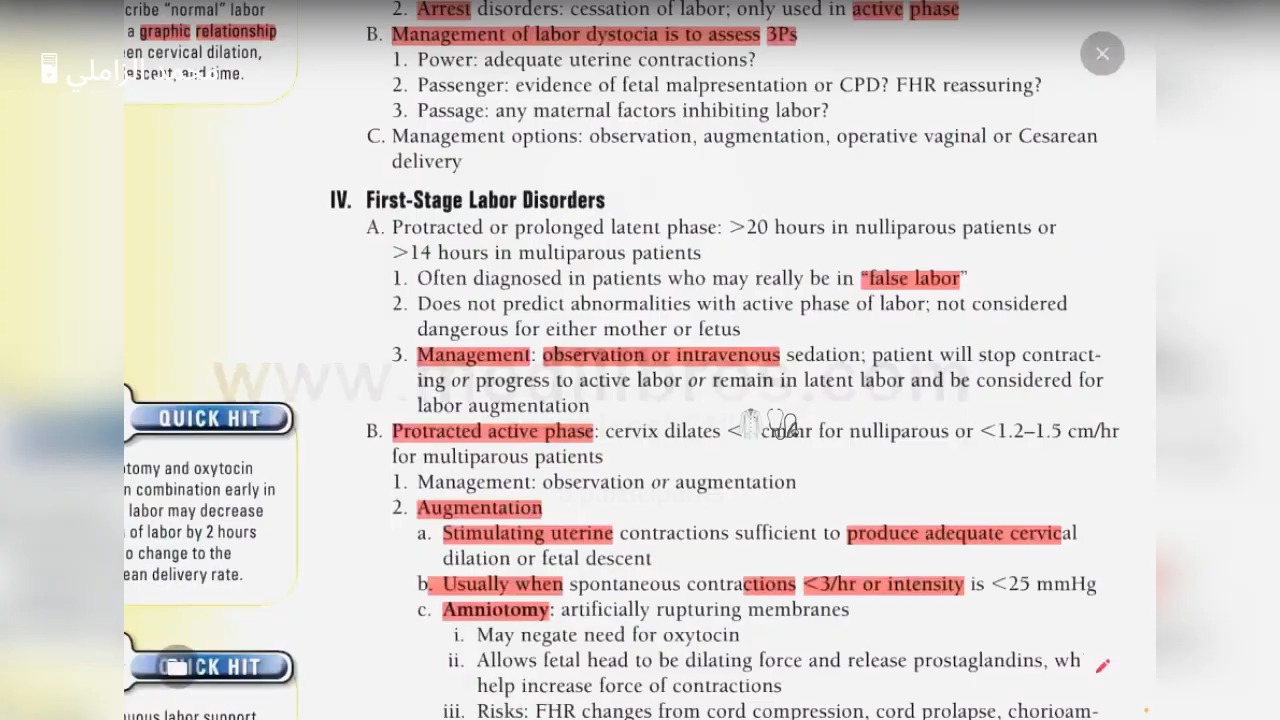 cribe “normal” labor
a graphic relationship
en cervical dilation,
escent, and time.
الزاملي
2. Arrest disorders: cessation of labor; only used in active phase
B. Management of labor dystocia is to assess 3Ps
1. Power: adequate uterine contractions?
2. Passenger: evidence of fetal malpresentation or CPD? FHR reassuring?
3. Passage: any maternal factors inhibiting labor?
C. Management options: observation, augmentation, operative vaginal or Cesarean
delivery
IV. First-Stage Labor Disorders
A. Protracted or prolonged latent phase: >20 hours in nulliparous patients or
>14 hours in multiparous patients
1. Often diagnosed in patients who may really be in “false labor”
2. Does not predict abnormalities with active phase of labor; not considered
dangerous for either mother or fetus
3. Management: observation or intravenous sedation; patient will stop contract-
ing or progress to active labor or remain in latent labor and be considered for
labor augmentation
B. Protracted active phase: cervix dilates < cm/hr for nulliparous or <1.2–1.5 cm/hr
for multiparous patients
1. Management: observation or augmentation
2. Augmentation
a. Stimulating uterine contractions sufficient to produce adequate cervical
dilation or fetal descent
b. Usually when spontaneous contractions <3/hr or intensity is <25 mmHg
c. Amniotomy: artificially rupturing membranes
i. May negate need for oxytocin
ii. Allows fetal head to be dilating force and release prostaglandins, wh
help increase force of contractions
iii. Risks: FHR changes from cord compression, cord prolapse, chorioam-
QUICK HIT
tomy and oxytocin
n combination early in
labor may decrease
of labor by 2 hours
o change to the
ean delivery rate.
QUICK HIT
uous labor support
participants